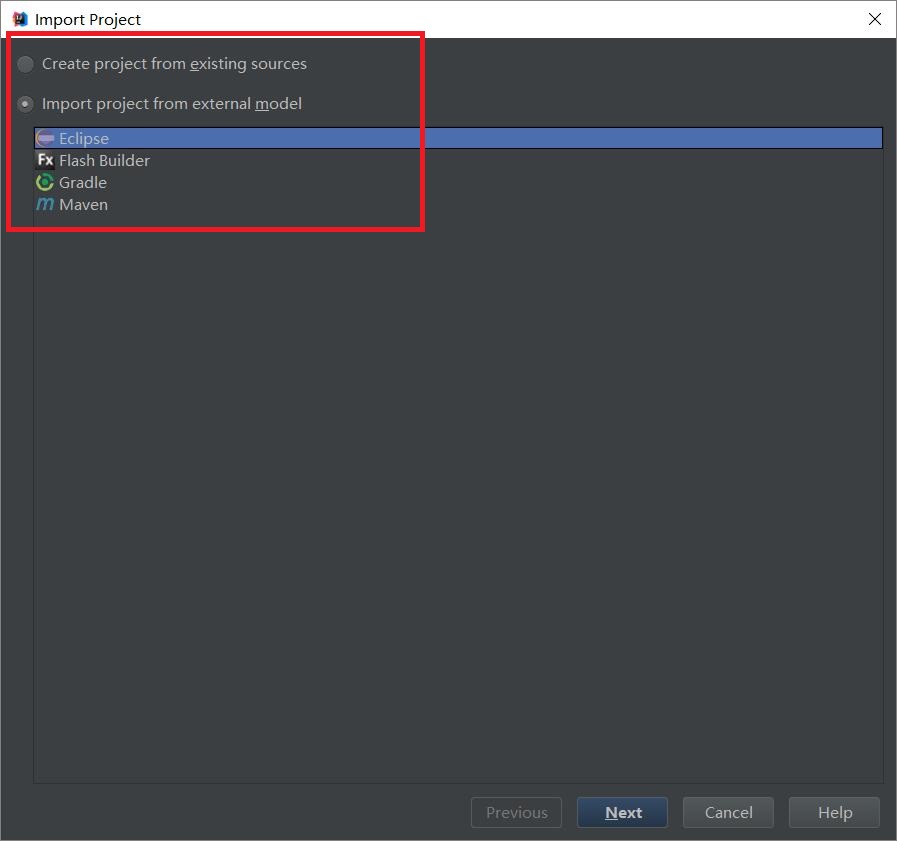 Import Project
Create project from existing sources
Import project from external model
Eclipse
Fx Flash Builder
Gradle
m Maven
Previous Next Cancel Help